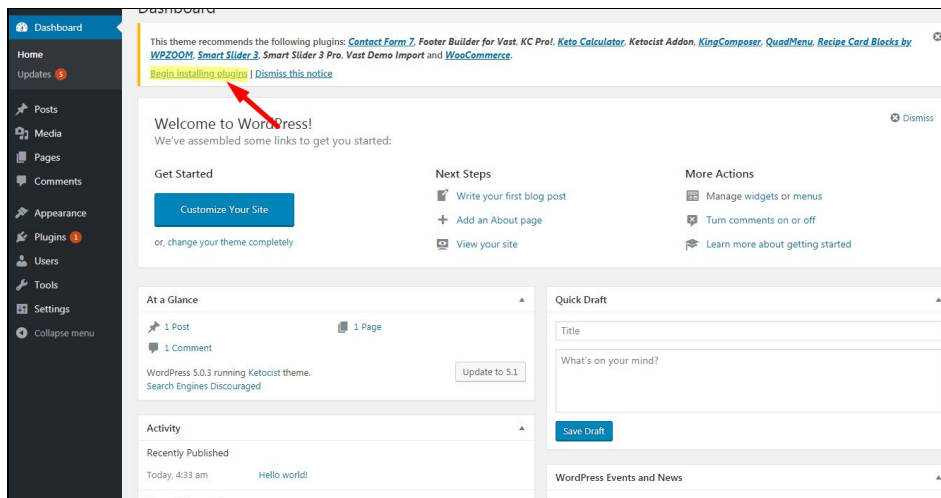 Dashboard
Dashboard
Home
Updates 5
Posts
Media
Pages
Comments
Appearance
Plugins 1
Users
Tools
Settings
Collapse menu
This theme recommends the following plugins: Contact Form 7, Footer Builder for Vast, KC Pro!, Keto Calculator, Ketocist Addon, KingComposer, QuadMenu, Recipe Card Blocks by
WPZOOM, Smart Slider 3, Smart Slider 3 Pro, Vast Demo Import and WooCommerce.
Begin installing plugins | Dismiss this notice
Welcome to WordPress!
Dismiss
We've assembled some links to get you started:
Get Started
Customize Your Site
or, change your theme completely
Next Steps
Write your first blog post
Add an About page
View your site
More Actions
Manage widgets or menus
Turn comments on or off
Learn more about getting started
At a Glance
1 Post
1 Page
1 Comment
WordPress 5.0.3 running Ketocist theme.
Update to 5.1
Search Engines Discouraged
Activity
Recently Published
Today, 4:33 am Hello world!
Quick Draft
Title
What's on your mind?
Save Draft
WordPress Events and News